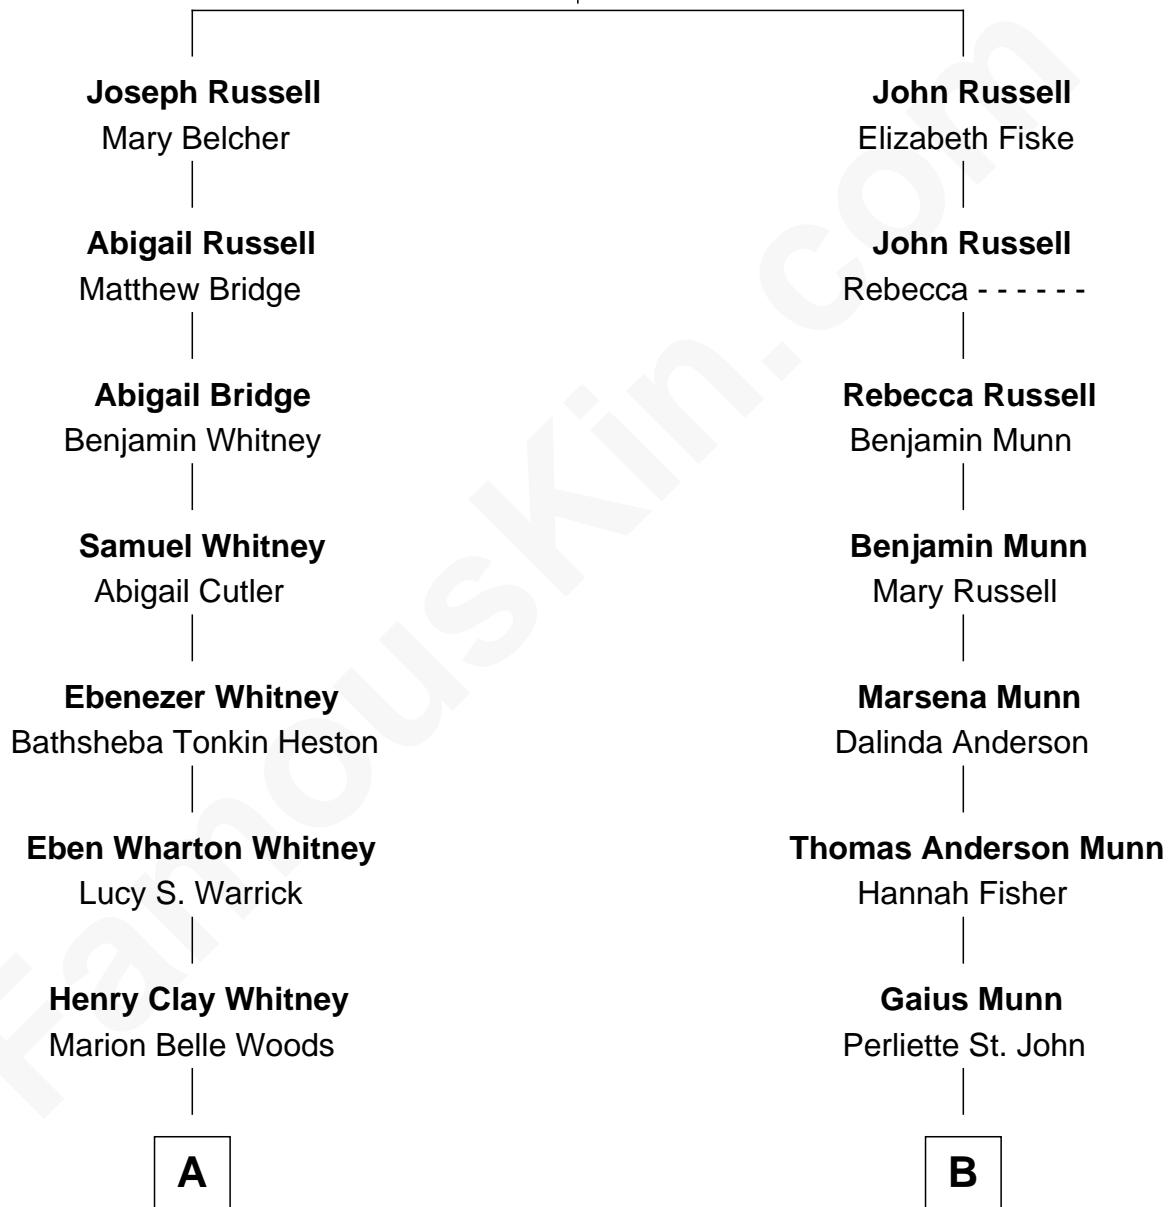 Joseph Russell
Mary Belcher
Abigail Russell
Matthew Bridge
Abigail Bridge
Benjamin Whitney
Samuel Whitney
Abigail Cutler
Ebenezer Whitney
Bathsheba Tonkin Heston
Eben Wharton Whitney
Lucy S. Warrick
Henry Clay Whitney
Marion Belle Woods
A
John Russell
Elizabeth Fiske
John Russell
Rebecca - - - - - -
Rebecca Russell
Benjamin Munn
Benjamin Munn
Mary Russell
Marsena Munn
Dalinda Anderson
Thomas Anderson Munn
Hannah Fisher
Gaius Munn
Perliette St. John
B
FamousKin.com